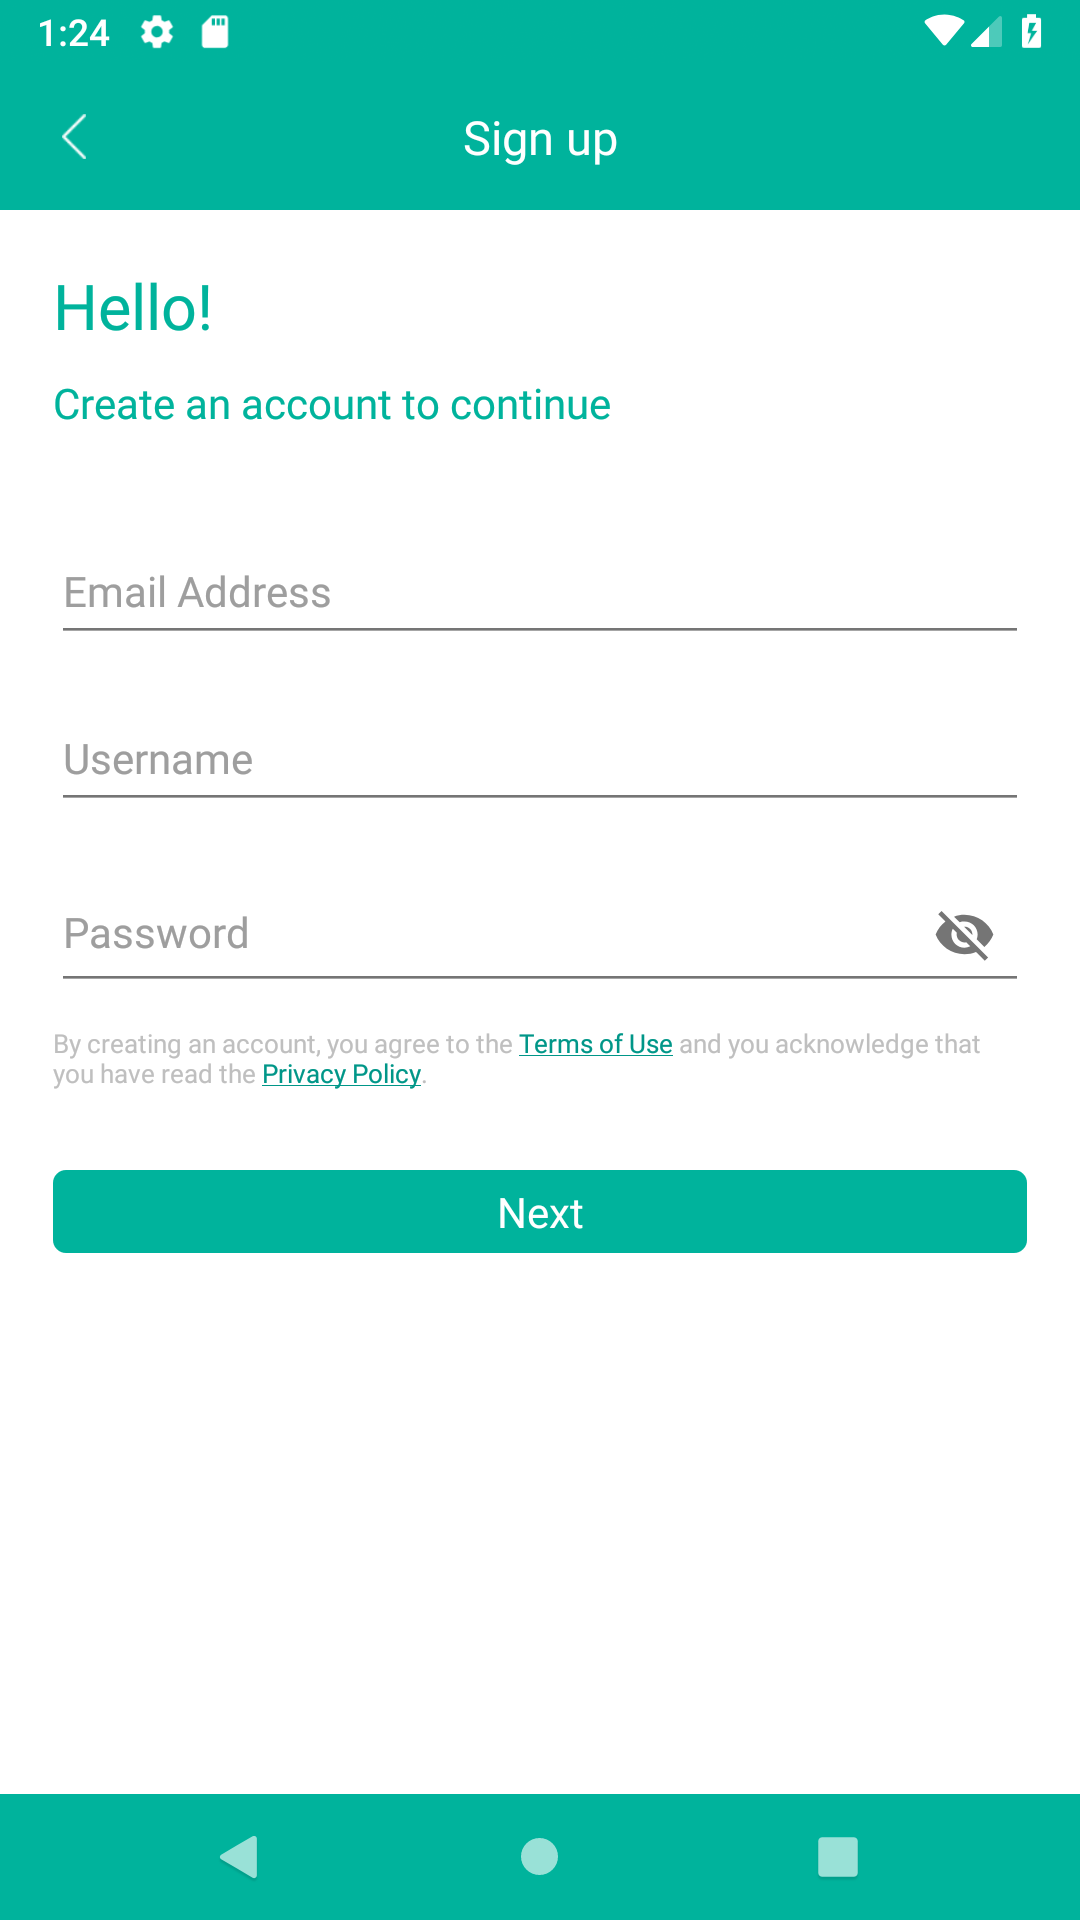 1:24
Sign up
Hello!
Create an account to continue
Email Address
Username
Password
By creating an account, you agree to the Terms of Use and you acknowledge that
you have read the Privacy Policy.
Next